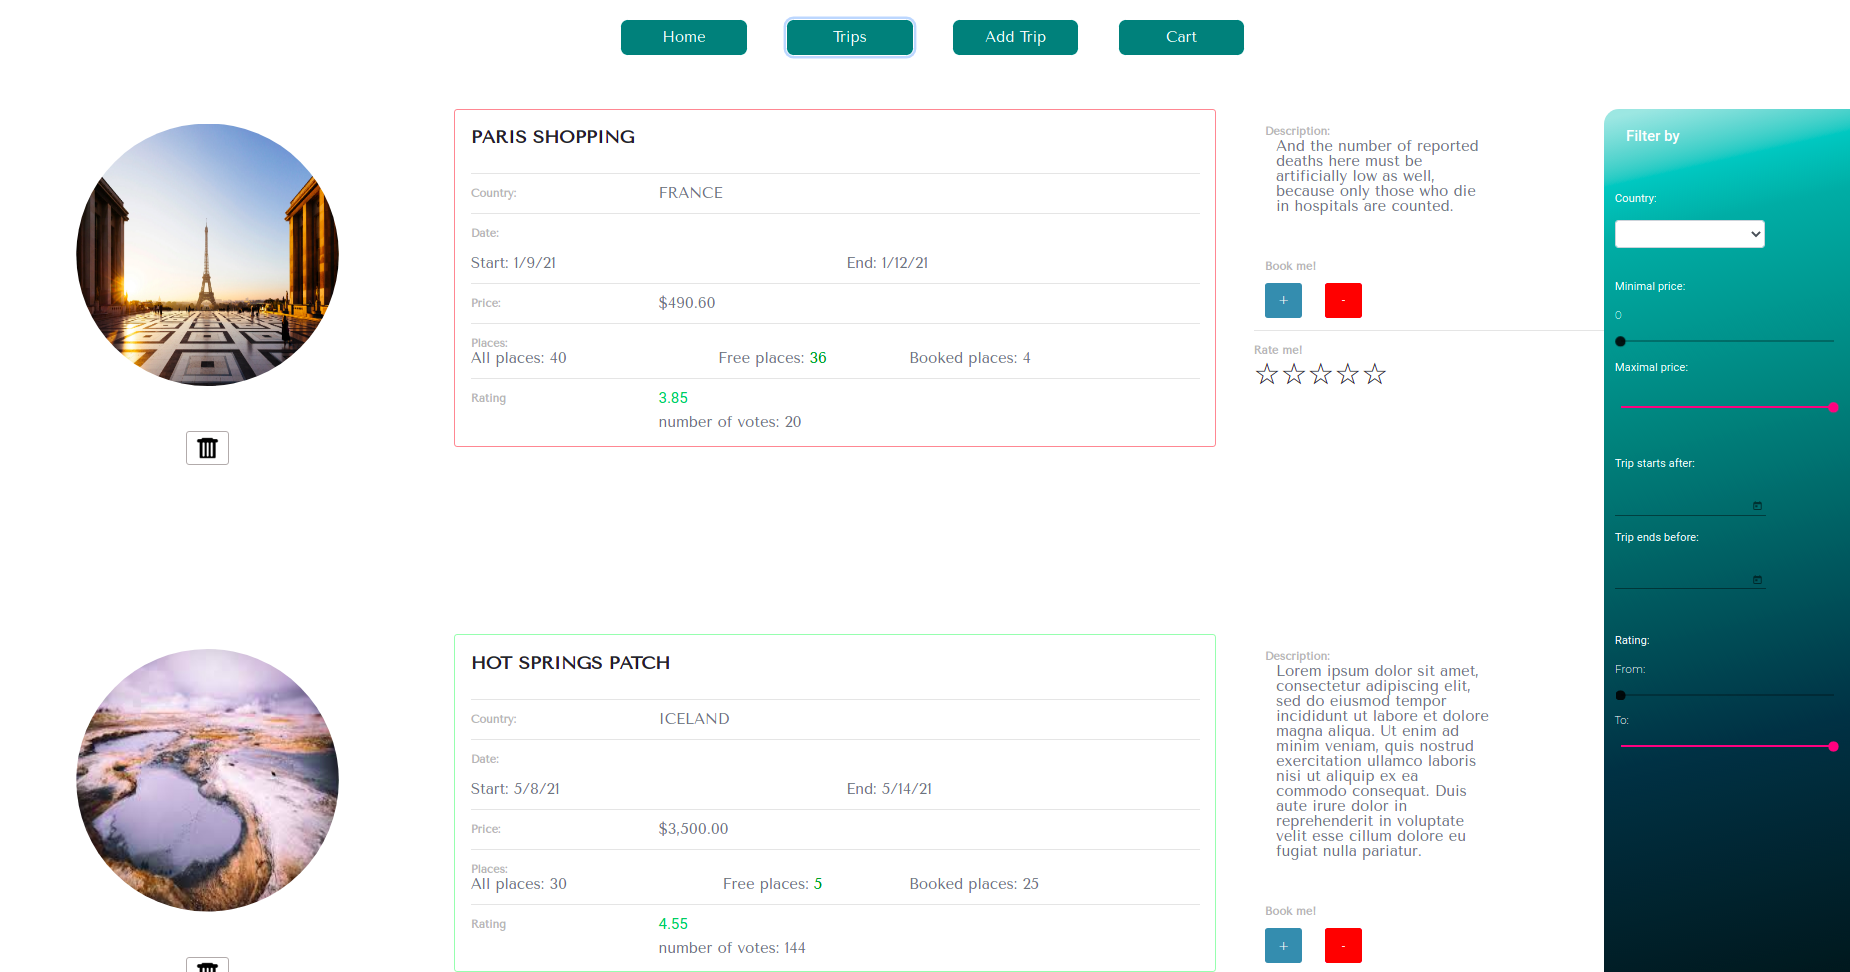 Home
Trips
Add Trip
Cart
PARIS SHOPPING
Country:
FRANCE
Date:
Start: 1/9/21
End: 1/12/21
Price:
$490.60
Places:
All places: 40
Free places: 36
Booked places: 4
Rating
3.85
number of votes: 20
Description:
And the number of reported
deaths here must be
artificially low as well,
because only those who die
in hospitals are counted.
Book me!
+
-
Rate me!
HOT SPRINGS PATCH
Country:
ICELAND
Date:
Start: 5/8/21
End: 5/14/21
Price:
$3,500.00
Places:
All places: 30
Free places: 5
Booked places: 25
Rating
4.55
number of votes: 144
Description:
Lorem ipsum dolor sit amet,
consectetur adipiscing elit,
sed do eiusmod tempor
incididunt ut labore et dolore
magna aliqua. Ut enim ad
minim veniam, quis nostrud
exercitation ullamco laboris
nisi ut aliquip ex ea
commodo consequat. Duis
aute irure dolor in
reprehenderit in voluptate
velit esse cillum dolore eu
fugiat nulla pariatur.
Book me!
+
-
Filter by
Country:
Minimal price:
0
Maximal price:
Trip starts after:
Trip ends before:
Rating:
From:
To: